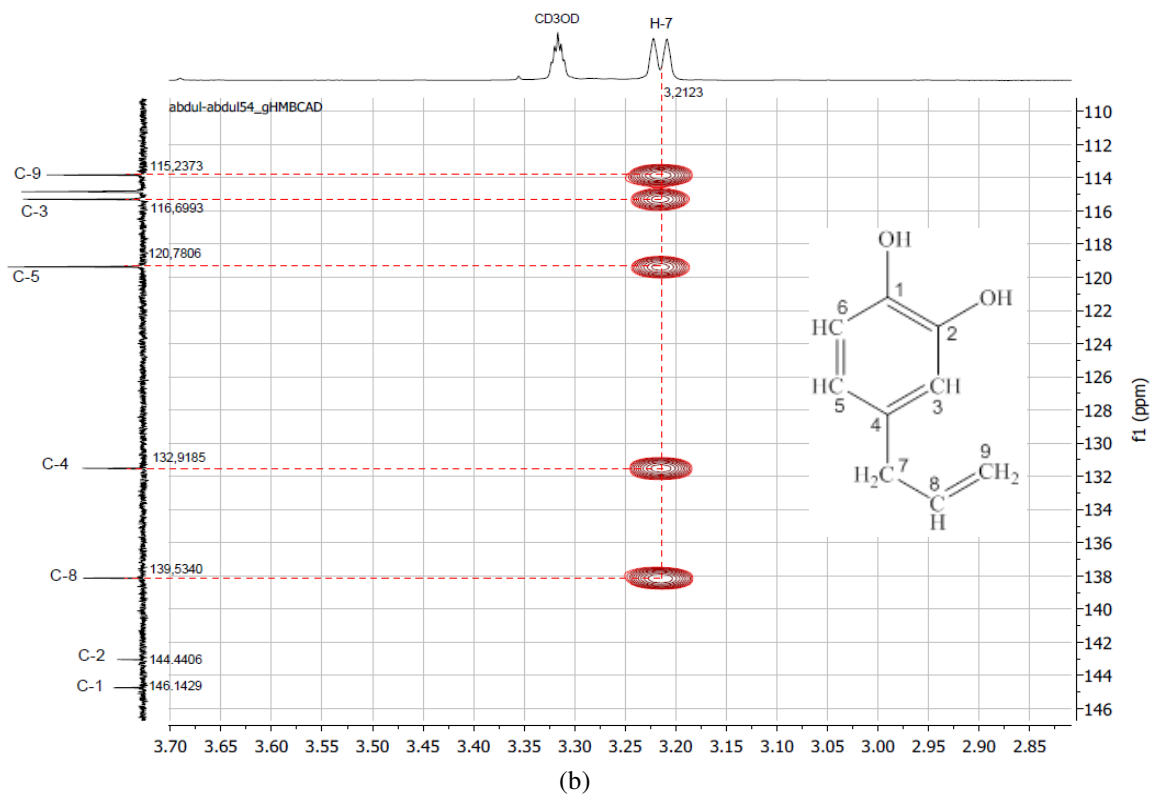 CD3OD
H-7
3,2123
abdul-abdul54_gHMBCAD
C-9
115,2373
C-3
116,6993
C-5
120,7806
C-4
132,9185
C-8
139,5340
C-2
144.4406
C-1
146.1429
110
112
114
116
118
120
122
124
126
128
130
132
134
136
138
140
142
144
146
f1 (ppm)
OH
1
OH
6
HC
2
HC
CH
5
3
4
9
7
H2C
8
CH2
C
H
3.70 3.65 3.60 3.55 3.50 3.45 3.40 3.35 3.30 3.25 3.20 3.15 3.10 3.05 3.00 2.95 2.90 2.85
(b)